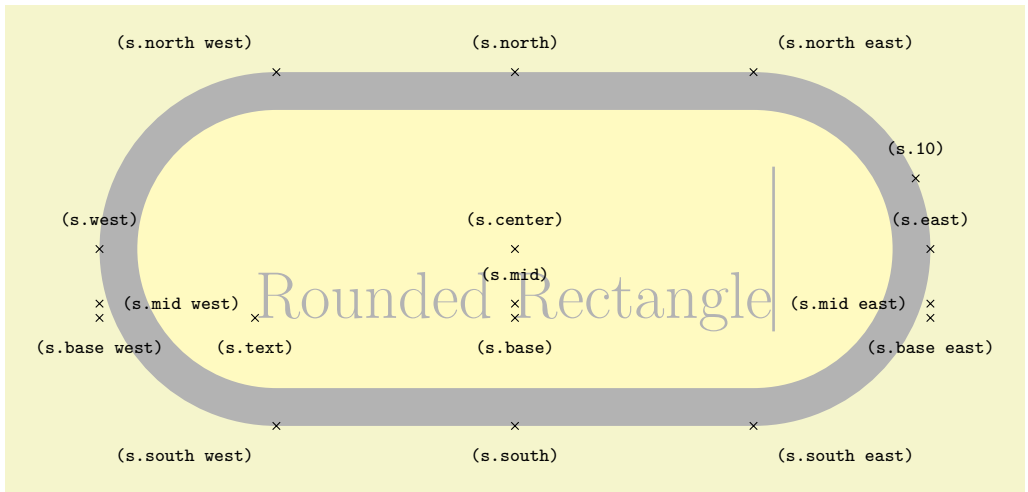 (s.north west) (s.north) (s.north east)
(s.10)
(s.west) (s.center) (s.east)
(s.mid)
Rounded Rectangle
(s.mid west) (s.mid east)
(s.base west) (s.text) (s.base) (s.base east)
(s.south west) (s.south) (s.south east)